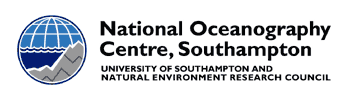 National Oceanography
Centre, Southampton
UNIVERSITY OF SOUTHAMPTON AND
NATURAL ENVIRONMENT RESEARCH COUNCIL